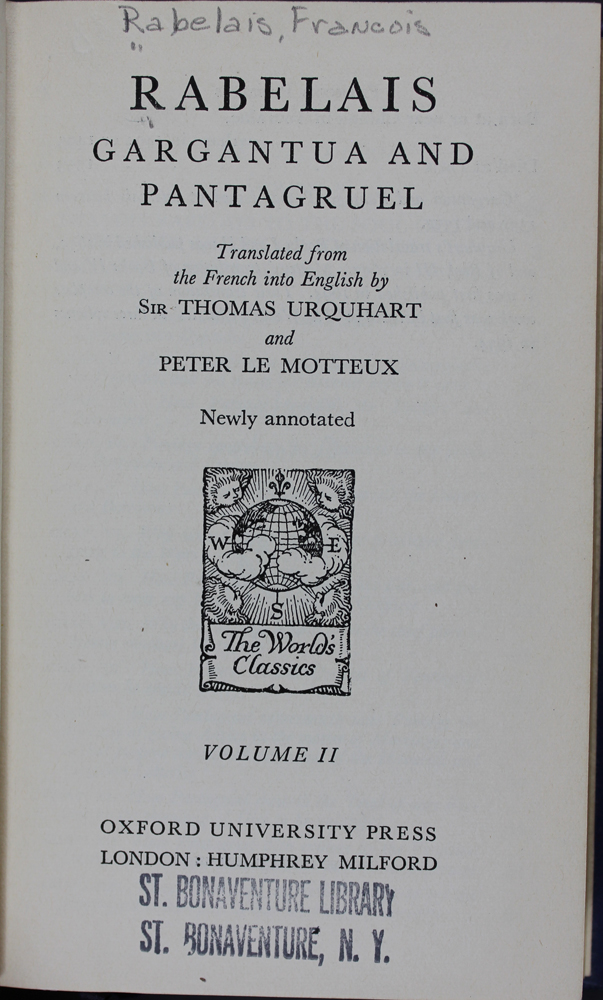 Rabelais, Francois
"
RABELAIS
GARGANTUA AND
PANTAGRUEL
Translated from
the French into English by
SIR THOMAS URQUHART
and
PETER LE MOTTEUX
Newly annotated
W E
S
The World's
Classics
VOLUME II
OXFORD UNIVERSITY PRESS
LONDON : HUMPHREY MILFORD
ST. BONAVENTURE LIBRARY
ST. BONAVENTURE, N. Y.